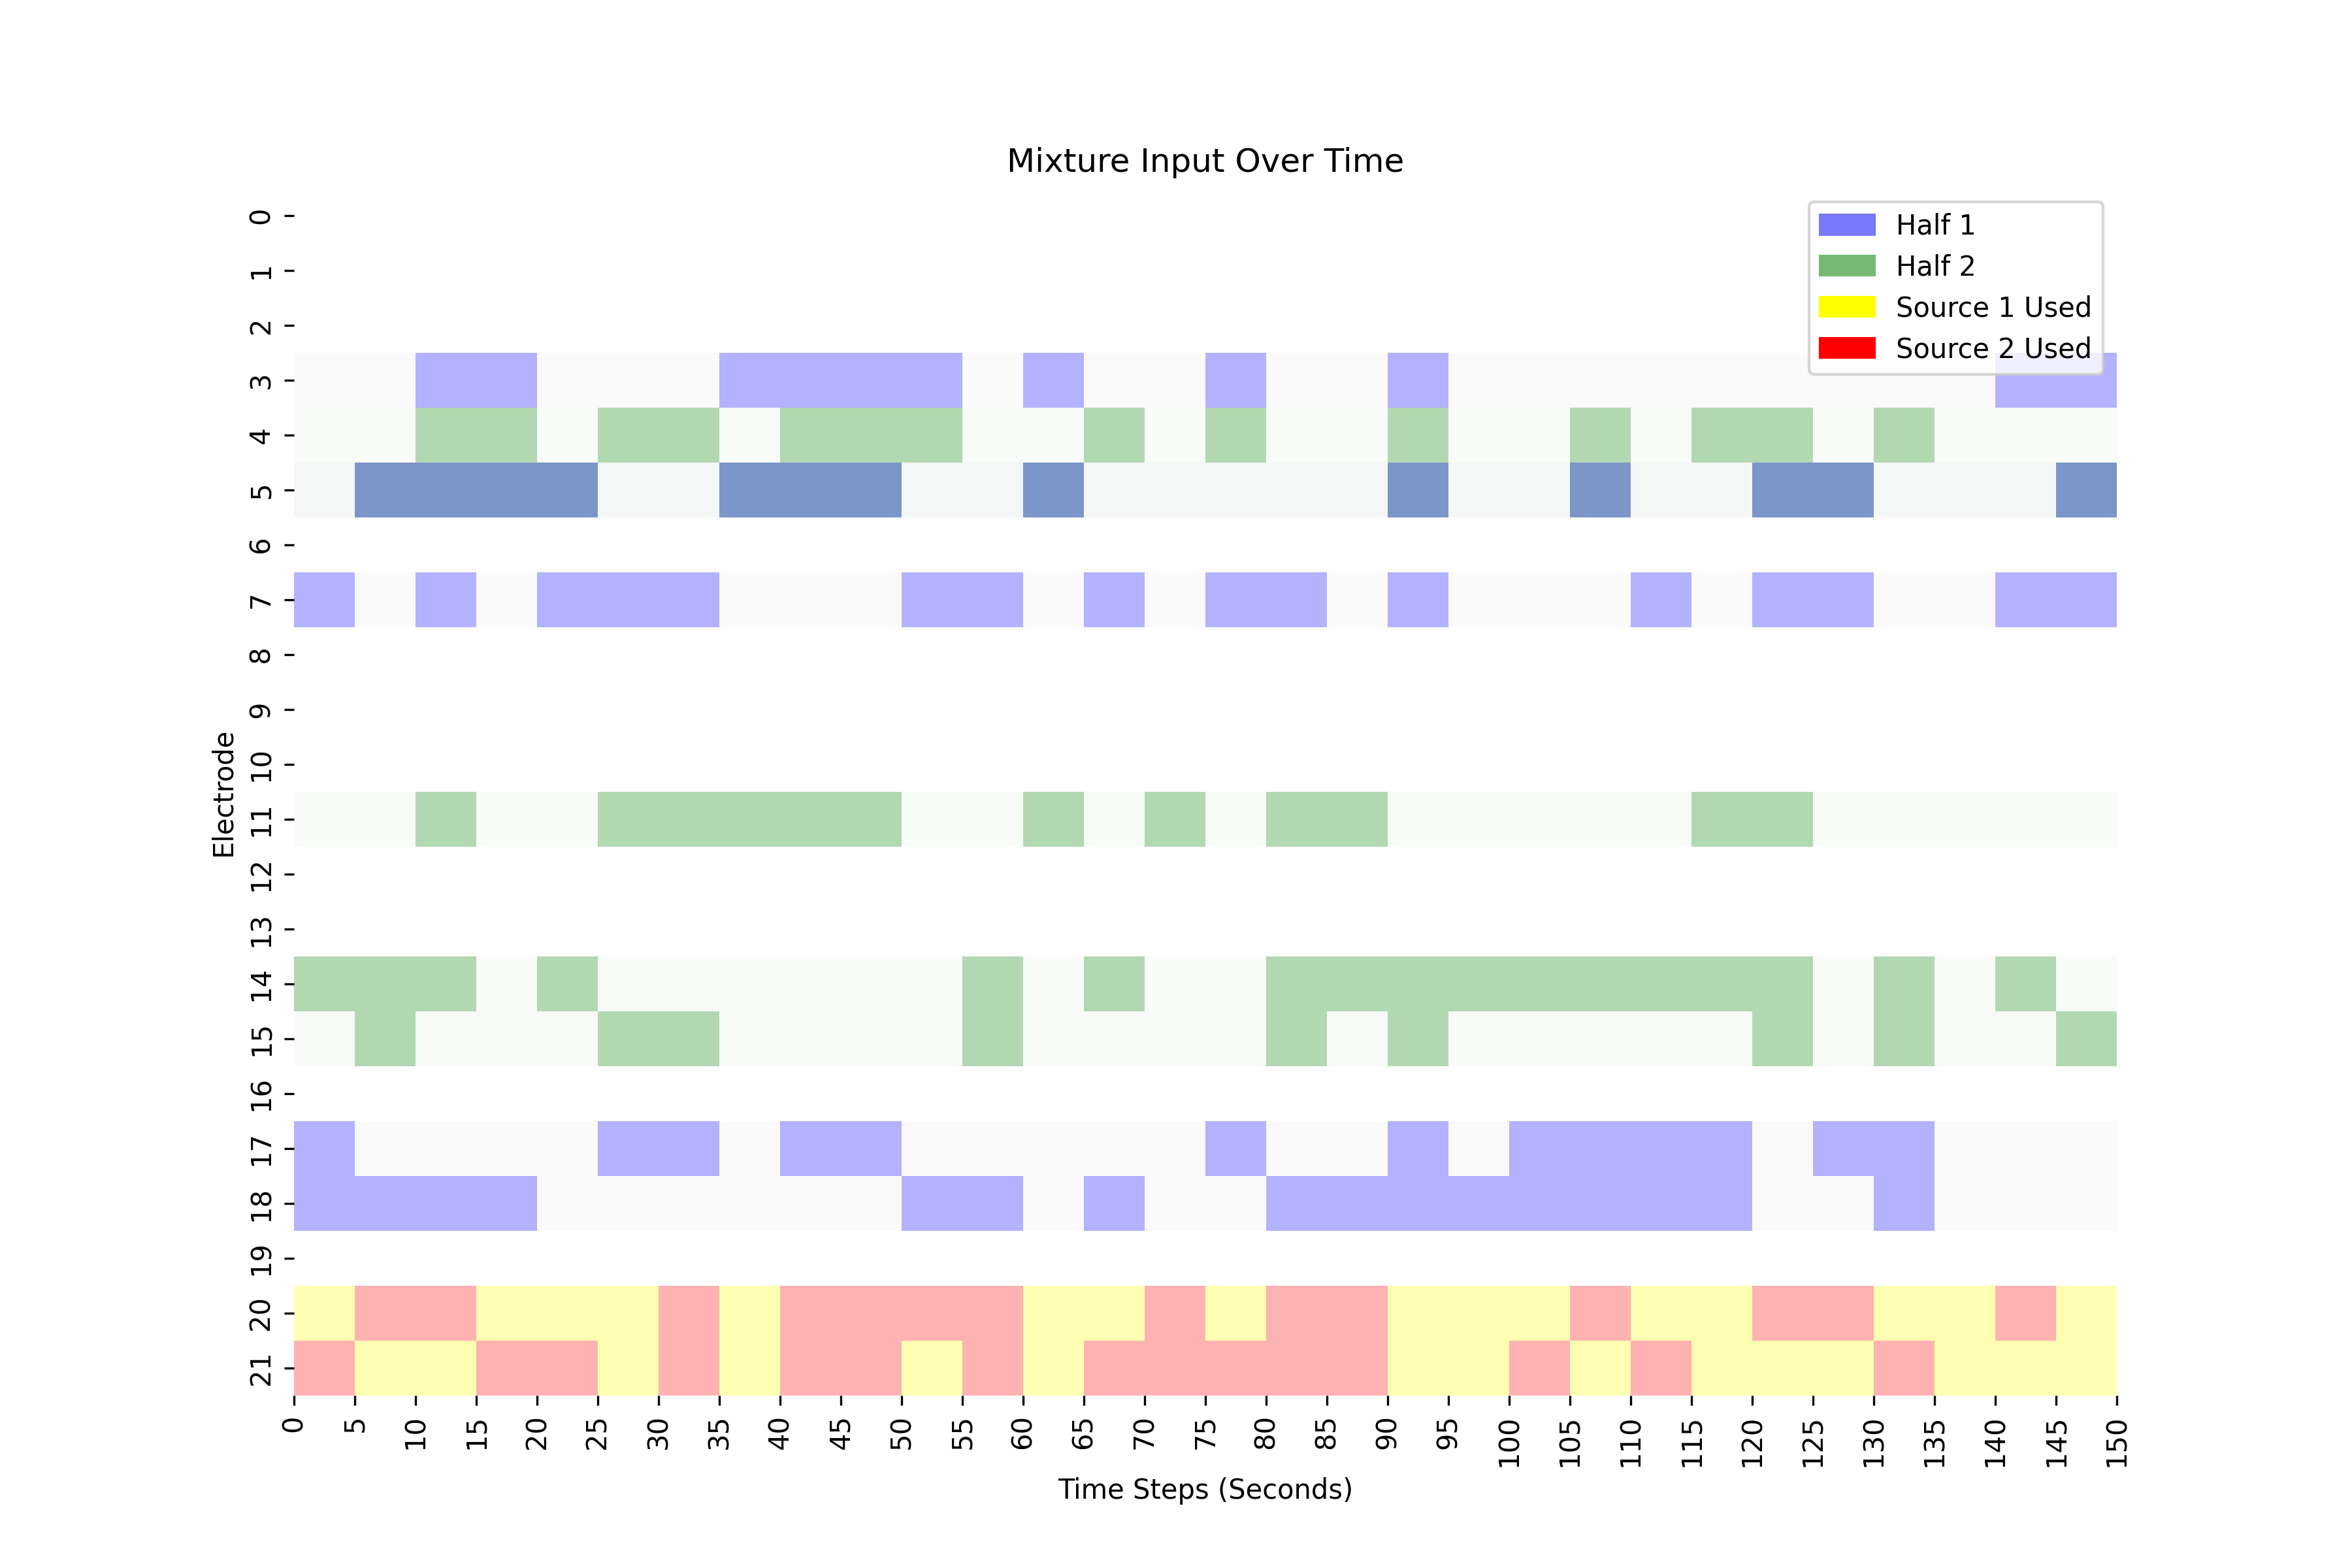 Mixture Input Over Time
Half 1
Half 2
Source 1 Used
Source 2 Used
Electrode
0
1
2
3
4
5
6
7
8
9
10
11
12
13
14
15
16
17
18
19
20
21
0 5 10 15 20 25 30 35 40 45 50 55 60 65 70 75 80 85 90 95 100 105 110 115 120 125 130 135 140 145 150
Time Steps (Seconds)